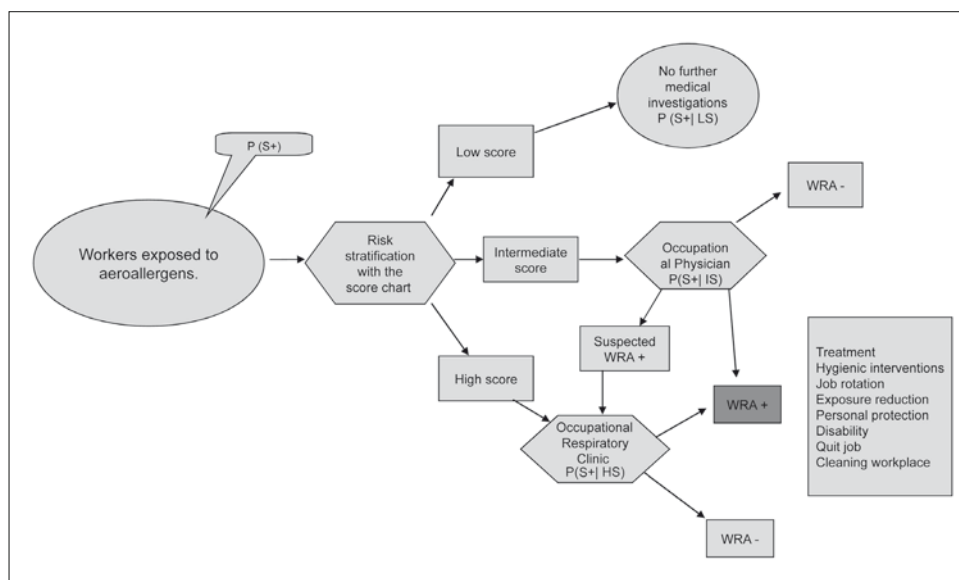 No further
medical
investigations
P (S+| LS)
P (S+)
Low score
WRA -
Workers exposed to
aeroallergens.
Risk
stratification
with the
score chart
Intermediate
score
Occupation
al Physician
P(S+| IS)
Suspected
WRA +
High score
WRA +
Occupational
Respiratory
Clinic
P(S+| HS)
WRA -
Treatment
Hygienic interventions
Job rotation
Exposure reduction
Personal protection
Disability
Quit job
Cleaning workplace